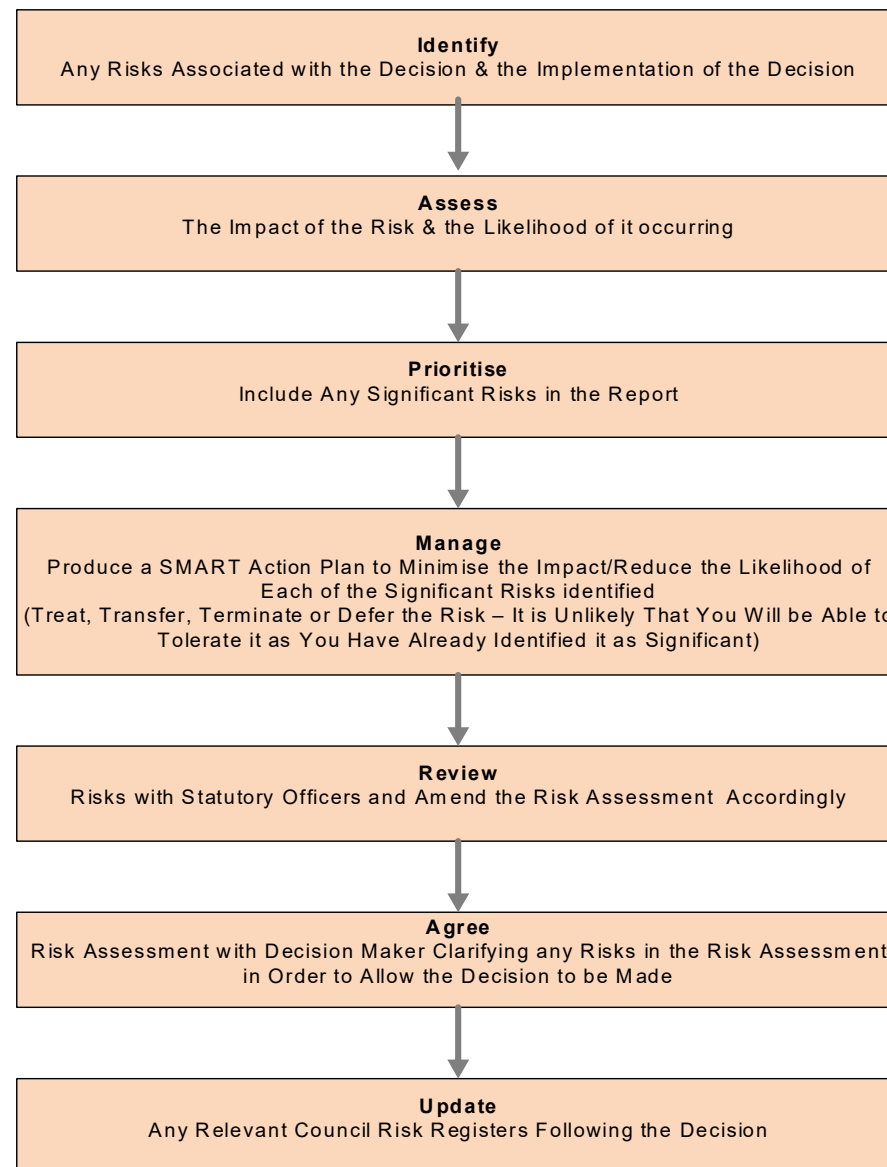 Identify
Any Risks Associated with the Decision & the Implementation of the Decision
Assess
The Impact of the Risk & the Likelihood of it occurring
Prioritise
Include Any Significant Risks in the Report
Manage
Produce a SMART Action Plan to Minimise the Impact/Reduce the Likelihood of
Each of the Significant Risks identified
(Treat, Transfer, Terminate or Defer the Risk – It is Unlikely That You Will be Able to
Tolerate it as You Have Already Identified it as Significant)
Review
Risks with Statutory Officers and Amend the Risk Assessment Accordingly
Agree
Risk Assessment with Decision Maker Clarifying any Risks in the Risk Assessment
in Order to Allow the Decision to be Made
Update
Any Relevant Council Risk Registers Following the Decision